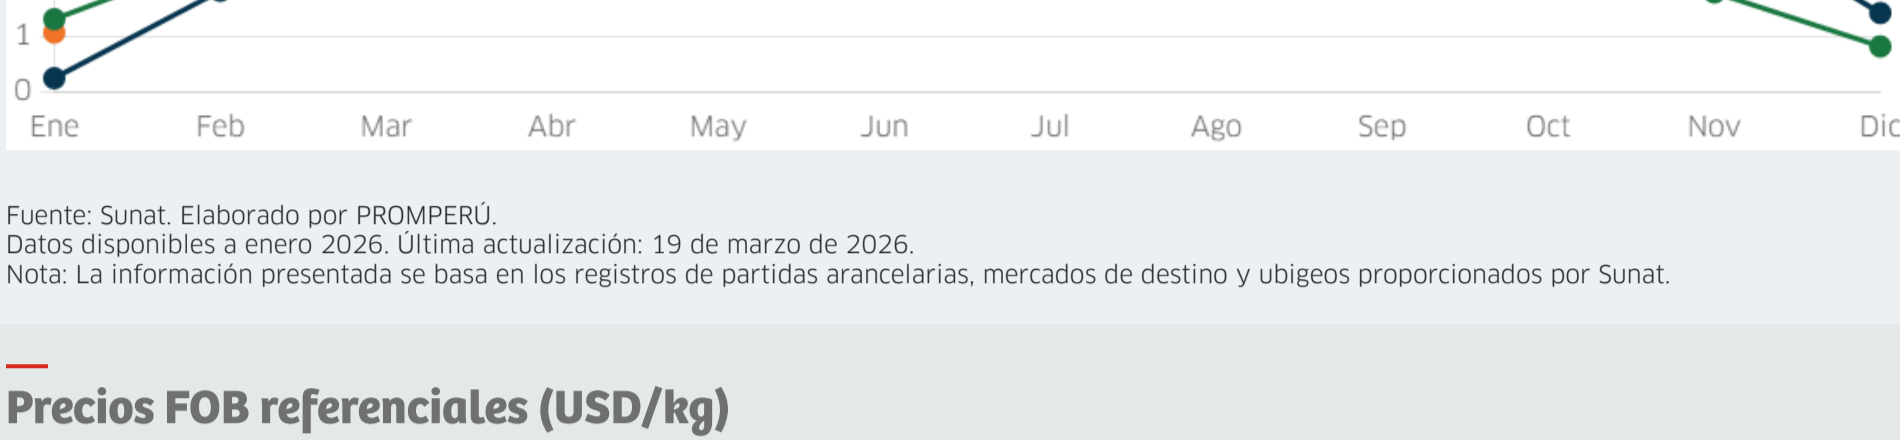 1
0
Ene Feb Mar Abr May Jun Jul Ago Sep Oct Nov Dic
Fuente: Sunat. Elaborado por PROMPERÚ.
Datos disponibles a enero 2026. Última actualización: 19 de marzo de 2026.
Nota: La información presentada se basa en los registros de partidas arancelarias, mercados de destino y ubigeos proporcionados por Sunat.
Precios FOB referenciales (USD/kg)